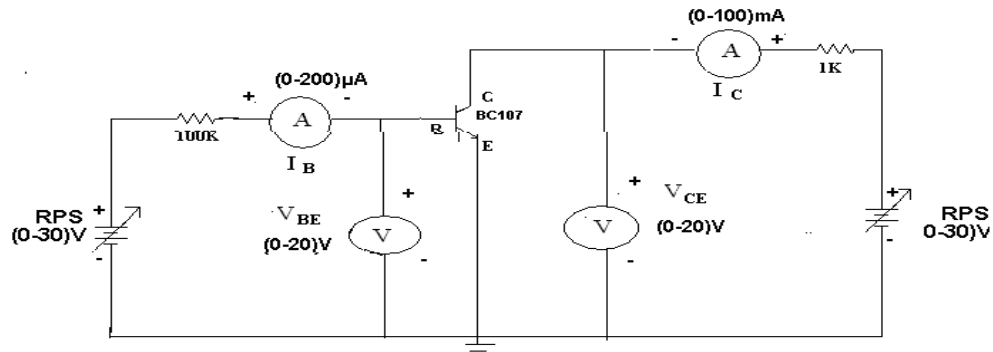 (0-100)mA
- +
A
1K
I C
(0-200)µA
+ -
A
100K
I B
C
BC107
B
E
RPS
(0-30)V
+
-
V BE
(0-20)V
+
V
-
+
V
-
V CE
(0-20)V
+
-
RPS
0-30)V